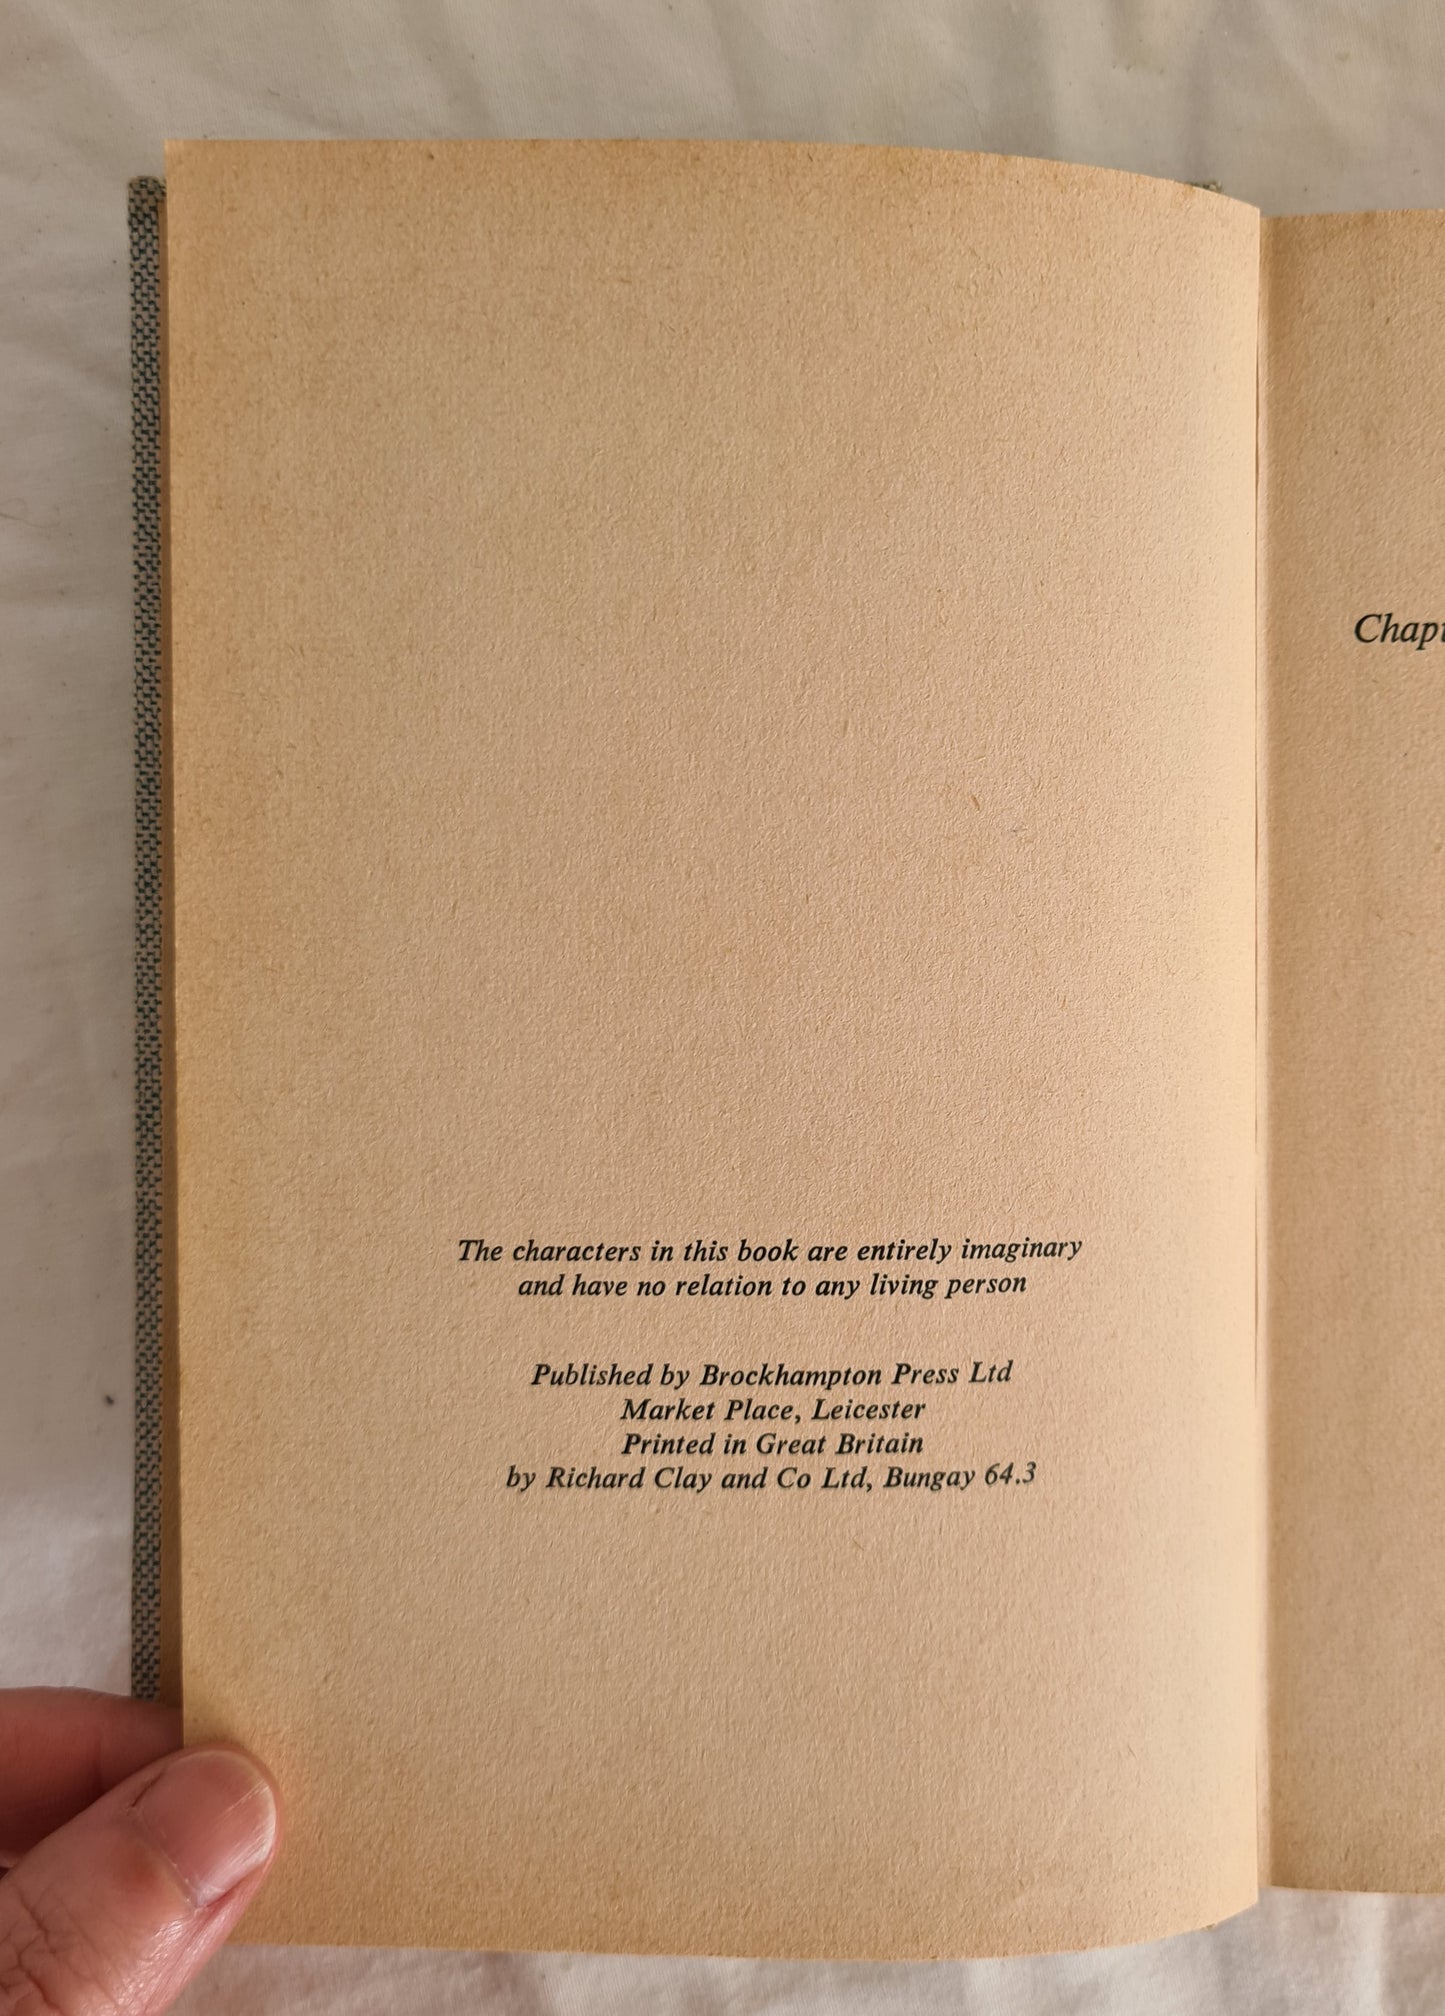 The characters in this book are entirely imaginary
and have no relation to any living person
Published by Brockhampton Press Ltd
Market Place, Leicester
Printed in Great Britain
by Richard Clay and Co Ltd, Bungay 64.3